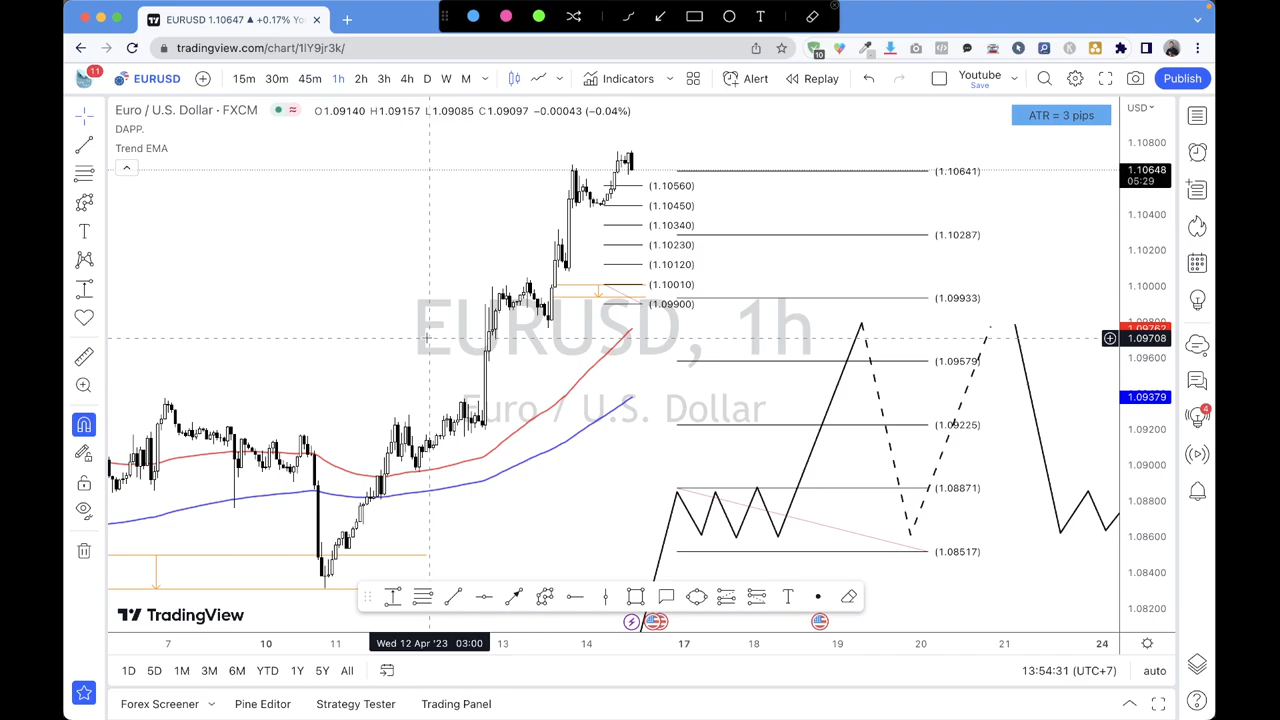 EURUSD 1.10647 ▲ +0.17% Yo
tradingview.com/chart/1lY9jr3k/
10
11
EURUSD
15m 30m 45m 1h 2h 3h 4h D W M
Indicators
Alert
Replay
Youtube
Save
Publish
Euro / U.S. Dollar · FXCM
O1.09140 H1.09157 L1.09085 C1.09097 −0.00043 (−0.04%)
DAPP.
Trend EMA
ATR = 3 pips
USD
1.10800
1.10648
05:29
1.10400
1.10200
1.10000
1.09762
1.09708
1.09600
1.09379
1.09200
1.09000
1.08800
1.08600
1.08400
1.08200
(1.10560)
(1.10450)
(1.10340)
(1.10230)
(1.10120)
(1.10010)
(1.09900)
(1.10641)
(1.10287)
(1.09933)
(1.09579)
(1.09225)
(1.08871)
(1.08517)
EURUSD, 1h
Euro / U.S. Dollar
4
TradingView
7 10 11 Wed 12 Apr '23 03:00 13 14 17 18 19 20 21 24
1D 5D 1M 3M 6M YTD 1Y 5Y All
13:54:31 (UTC+7)
auto
Forex Screener
Pine Editor
Strategy Tester
Trading Panel